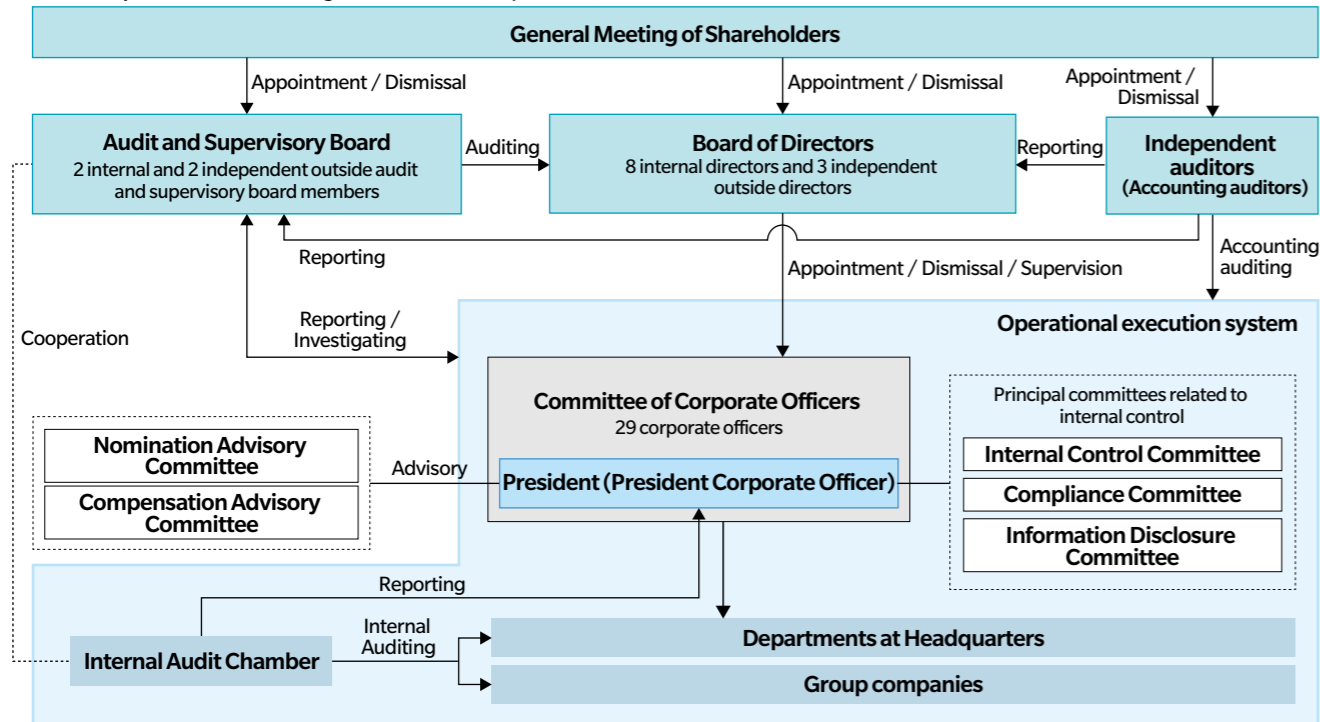 General Meeting of Shareholders
Appointment / Dismissal
Appointment / Dismissal
Appointment /
Dismissal
Audit and Supervisory Board
2 internal and 2 independent outside audit
and supervisory board members
Auditing
Board of Directors
8 internal directors and 3 independent
outside directors
Reporting
Independent
auditors
(Accounting auditors)
Reporting
Appointment / Dismissal / Supervision
Accounting
auditing
Cooperation
Reporting /
Investigating
Operational execution system
Committee of Corporate Officers
29 corporate officers
President (President Corporate Officer)
Principal committees related to
internal control
Internal Control Committee
Compliance Committee
Information Disclosure
Committee
Nomination Advisory
Committee
Compensation Advisory
Committee
Advisory
Reporting
Internal Audit Chamber
Internal
Auditing
Departments at Headquarters
Group companies